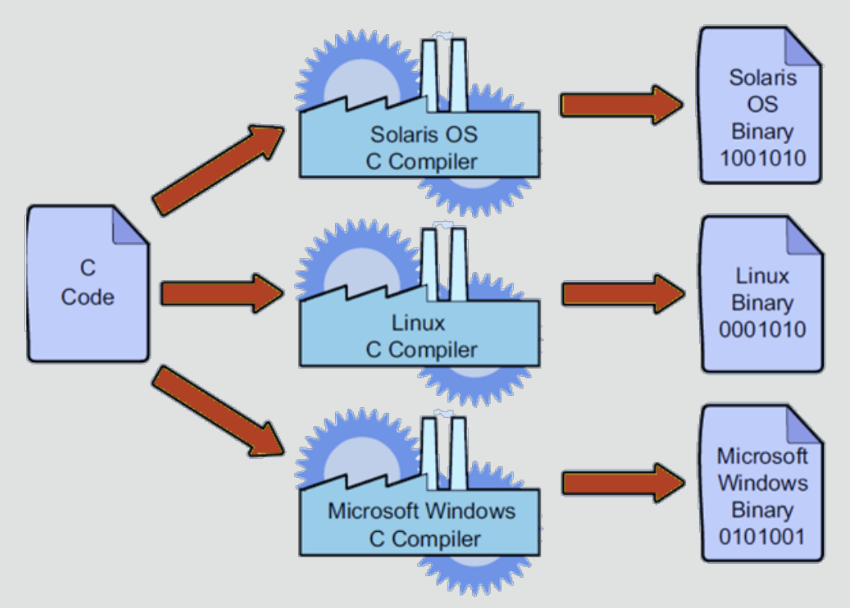 C
Code
Solaris OS
C Compiler
Solaris
OS
Binary
1001010
Linux
C Compiler
Linux
Binary
0001010
Microsoft Windows
C Compiler
Microsoft
Windows
Binary
0101001